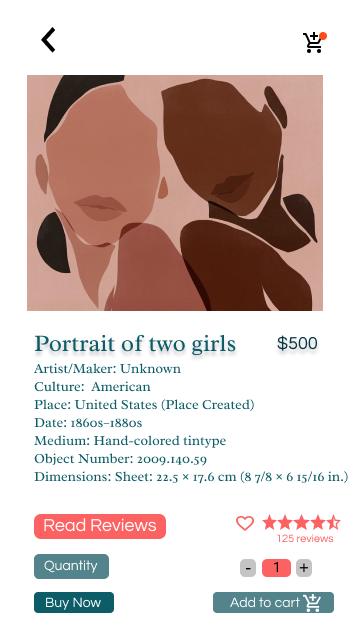 Portrait of two girls $500
Artist/Maker: Unknown
Culture: American
Place: United States (Place Created)
Date: 1860s–1880s
Medium: Hand-colored tintype
Object Number: 2009.140.59
Dimensions: Sheet: 22.5 × 17.6 cm (8 7/8 × 6 15/16 in.)
Read Reviews
125 reviews
Quantity - 1 +
Buy Now Add to cart